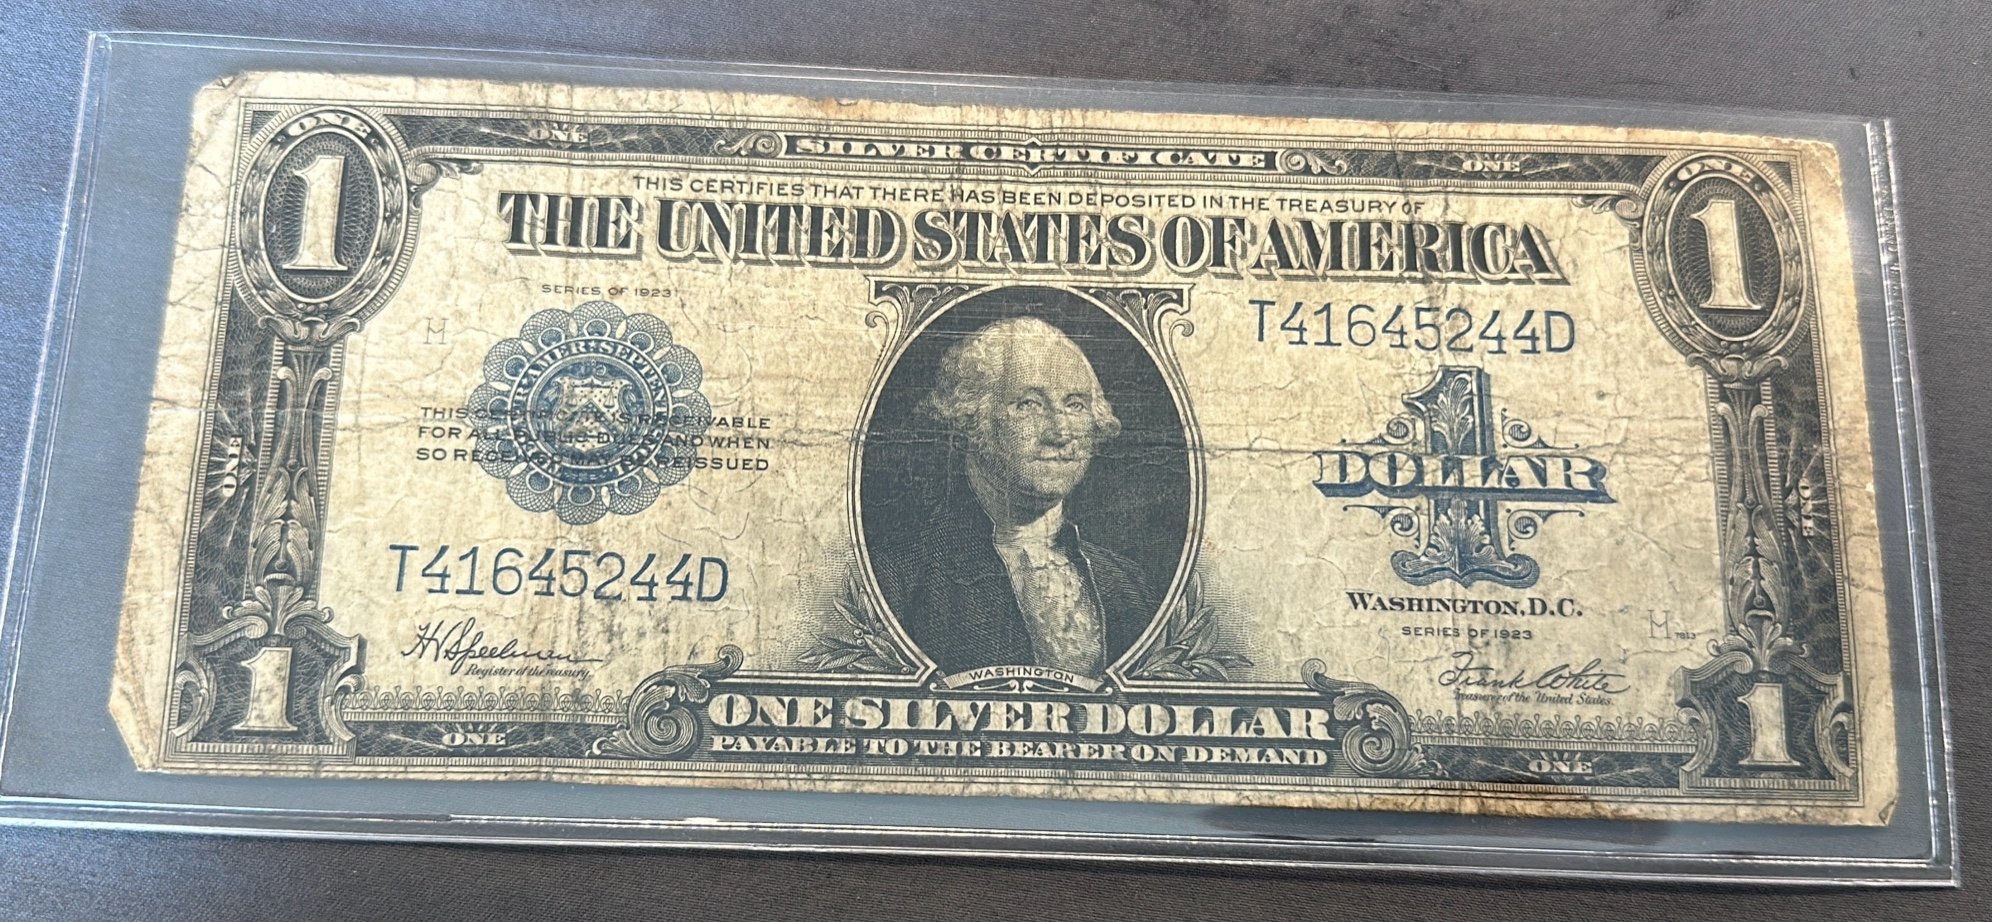 ONE
ONE
SILVER CERTIFICATE
ONE
ONE
1
1
THIS CERTIFIES THAT THERE HAS BEEN DEPOSITED IN THE TREASURY OF
THE UNITED STATES OF AMERICA
SERIES OF 1923
T41645244D
H
THIS CERTIFICATE IS RECEIVABLE
FOR ALL PUBLIC DUES AND WHEN
SO RECEIVED MAY BE REISSUED
1
DOLLAR
ONE
ONE
T41645244D
WASHINGTON, D.C.
SERIES OF 1923
H 7813
H V Speelman
Register of the Treasury.
Frank White
Treasurer of the United States.
WASHINGTON
1
1
ONE SILVER DOLLAR
PAYABLE TO THE BEARER ON DEMAND
ONE
ONE